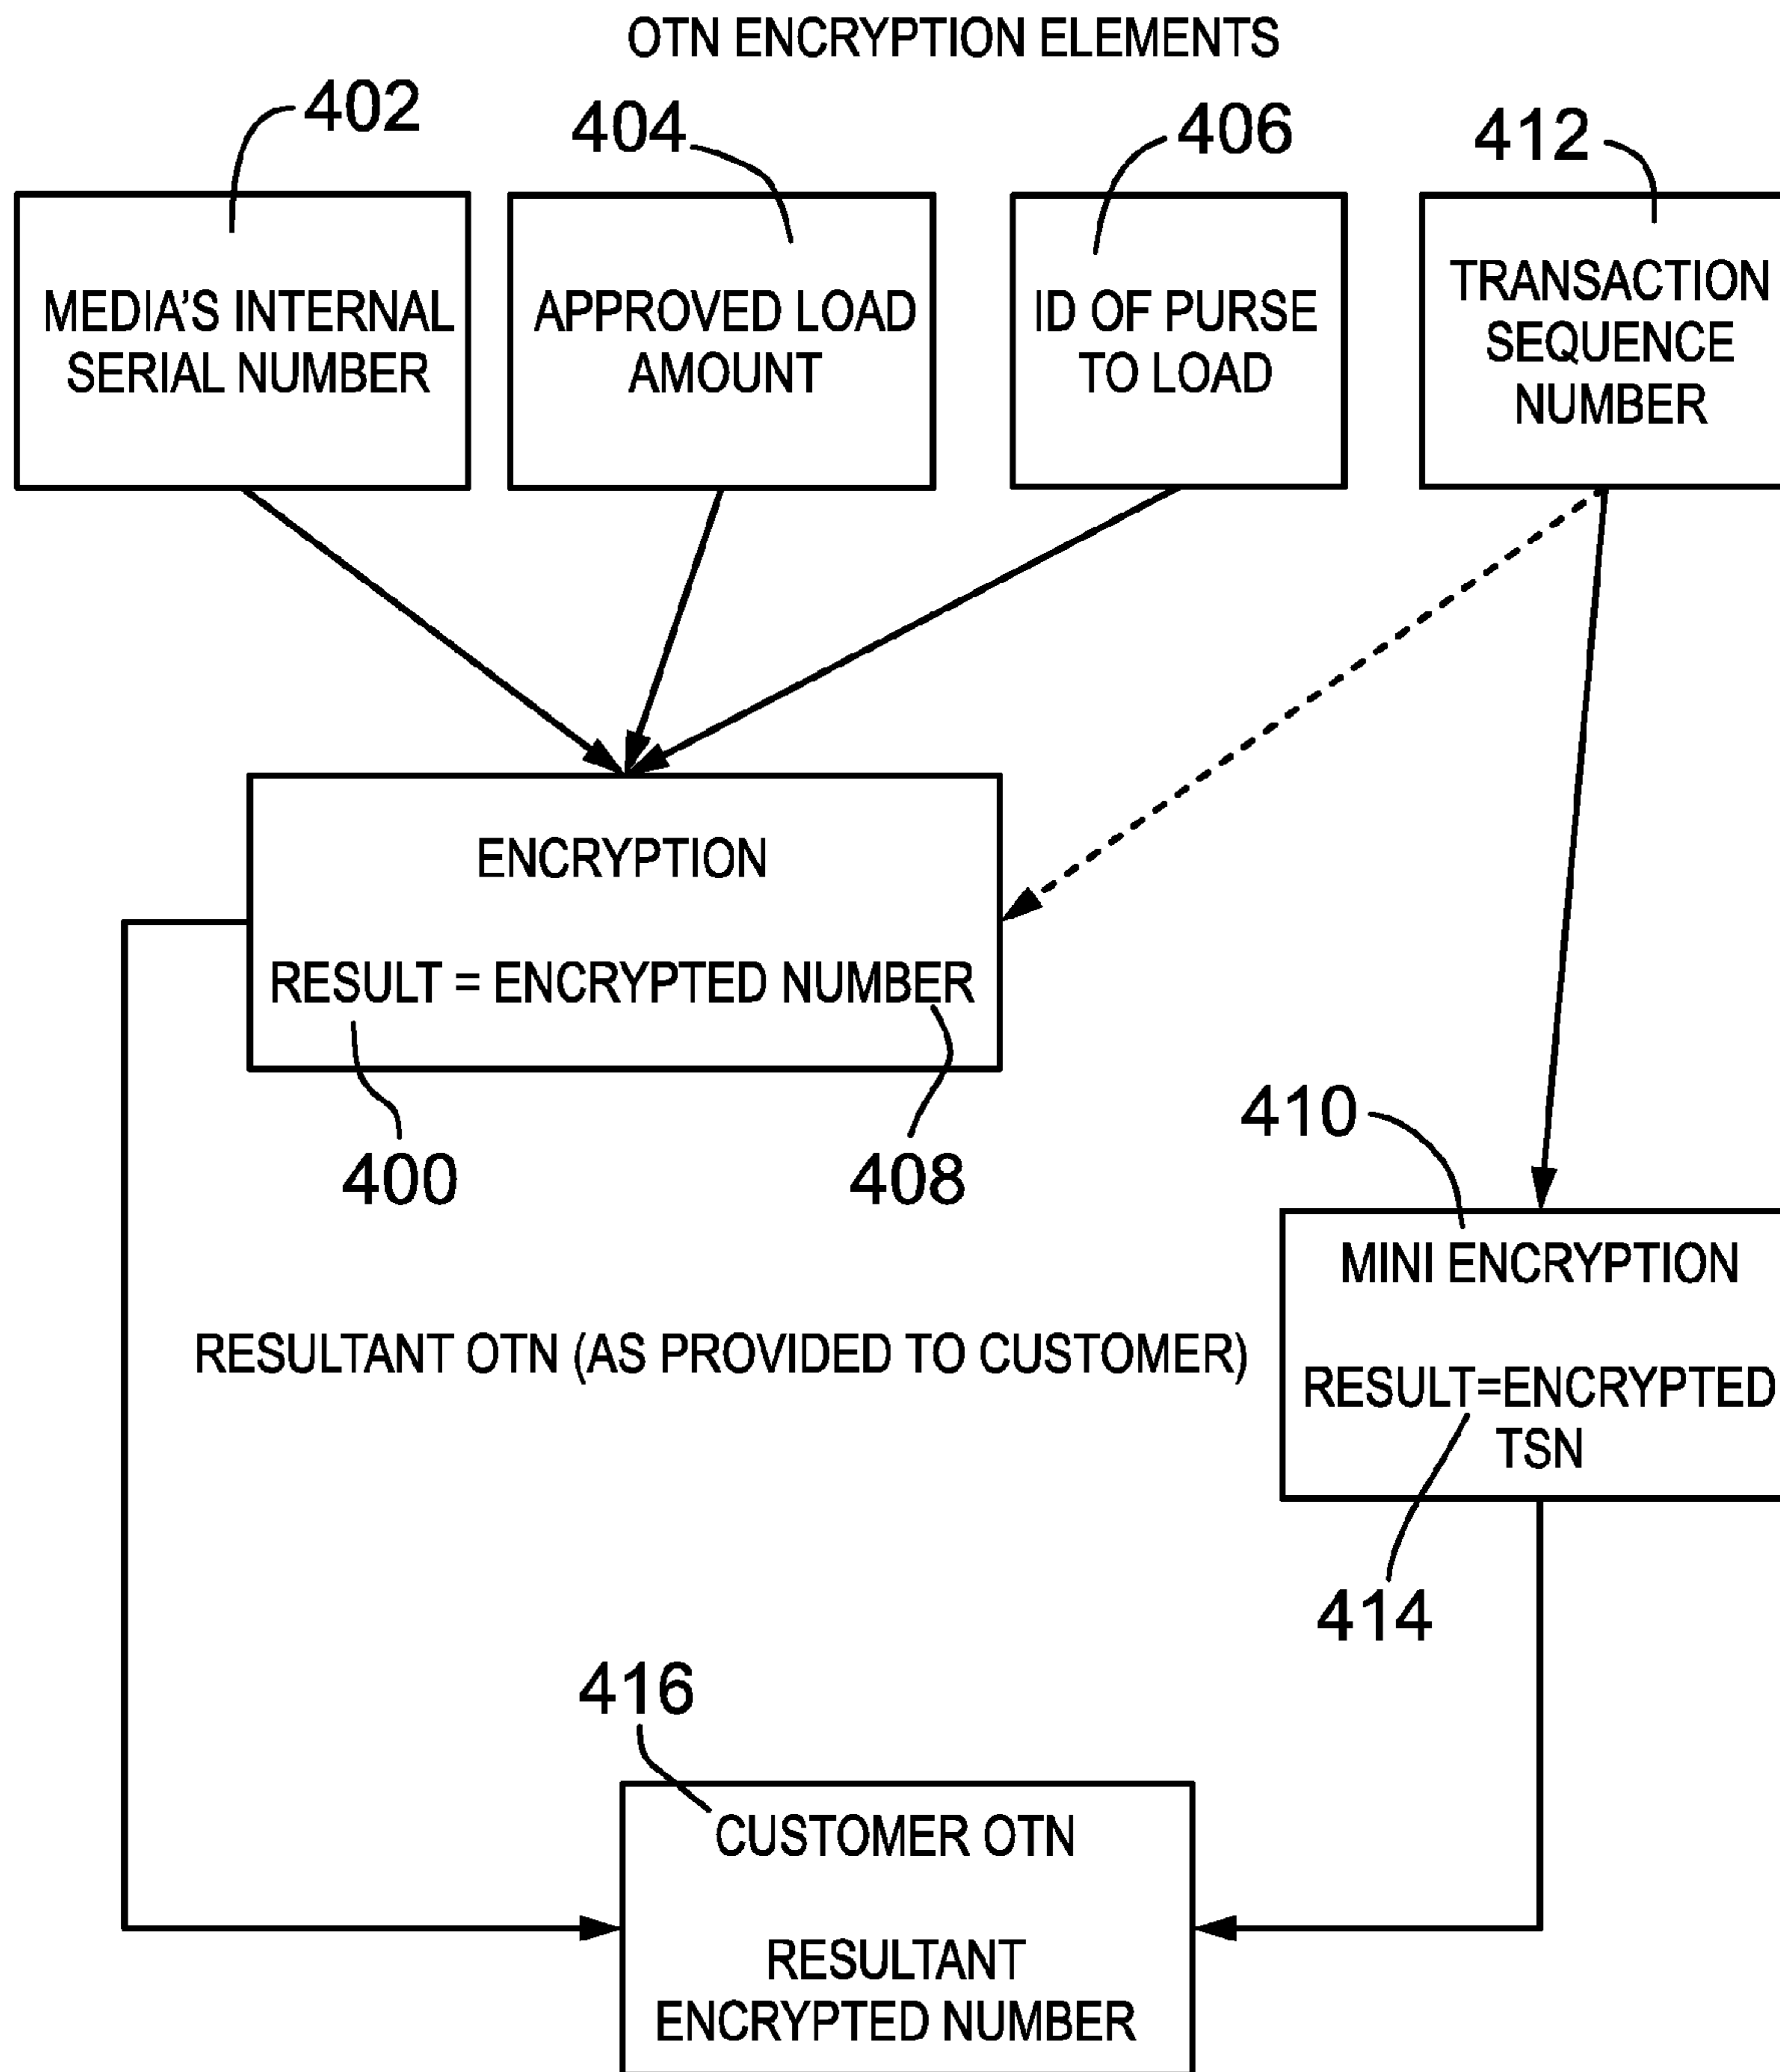 OTN ENCRYPTION ELEMENTS
402
404
406
412
MEDIA'S INTERNAL
SERIAL NUMBER
APPROVED LOAD
AMOUNT
ID OF PURSE
TO LOAD
TRANSACTION
SEQUENCE
NUMBER
ENCRYPTION
RESULT = ENCRYPTED NUMBER
400
408
410
MINI ENCRYPTION
RESULT=ENCRYPTED
TSN
RESULTANT OTN (AS PROVIDED TO CUSTOMER)
414
416
CUSTOMER OTN
RESULTANT
ENCRYPTED NUMBER